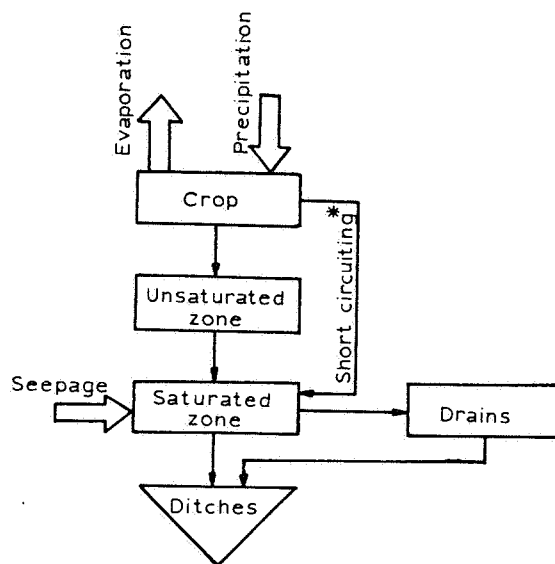 Evaporation
Precipitation
Crop
*
Short circuiting
Unsaturated
zone
Seepage
Saturated
zone
Drains
Ditches